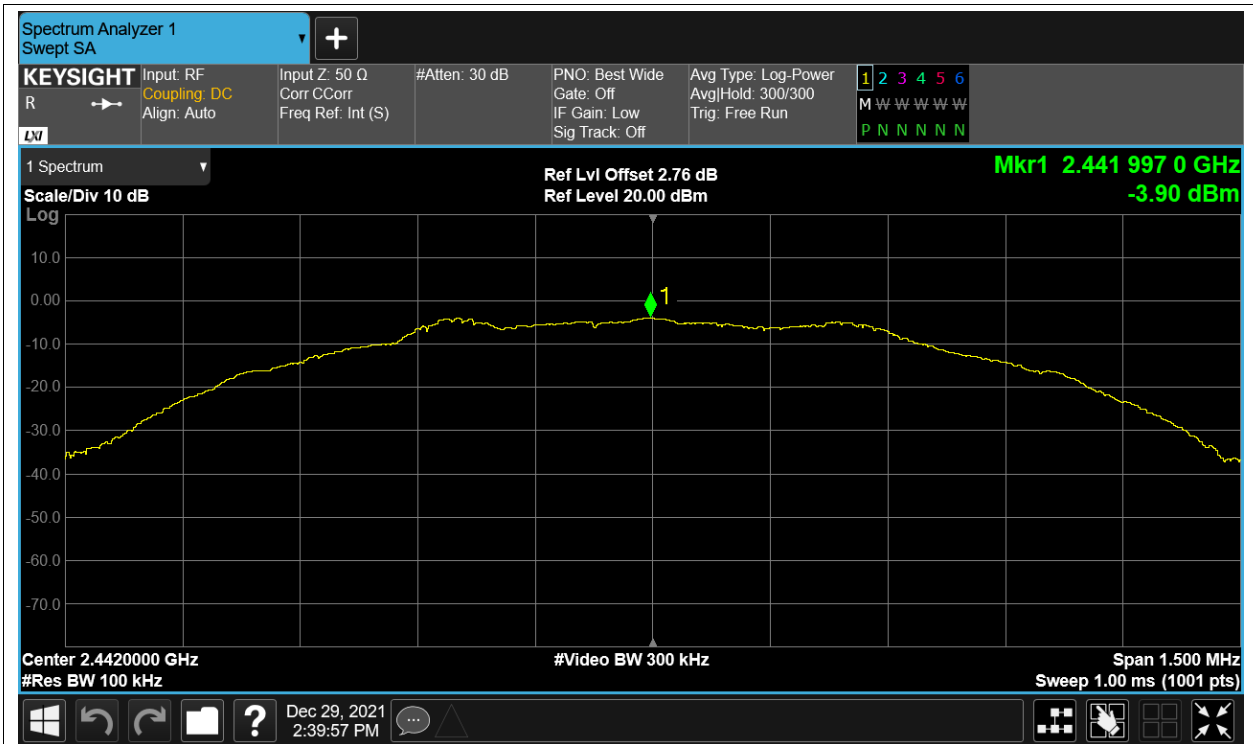 Spectrum Analyzer 1
Swept SA
KEYSIGHT
R
LXI
Input: RF
Coupling: DC
Align: Auto
Input Z: 50 Ω
Corr CCorr
Freq Ref: Int (S)
#Atten: 30 dB
PNO: Best Wide
Gate: Off
IF Gain: Low
Sig Track: Off
Avg Type: Log-Power
Avg|Hold: 300/300
Trig: Free Run
1 2 3 4 5 6
M W W W W W
P N N N N N
1 Spectrum
Scale/Div 10 dB
Log
Ref Lvl Offset 2.76 dB
Ref Level 20.00 dBm
Mkr1 2.441 997 0 GHz
-3.90 dBm
10.0
0.00
-10.0
-20.0
-30.0
-40.0
-50.0
-60.0
-70.0
1
Center 2.4420000 GHz
#Res BW 100 kHz
#Video BW 300 kHz
Span 1.500 MHz
Sweep 1.00 ms (1001 pts)
?
Dec 29, 2021
2:39:57 PM